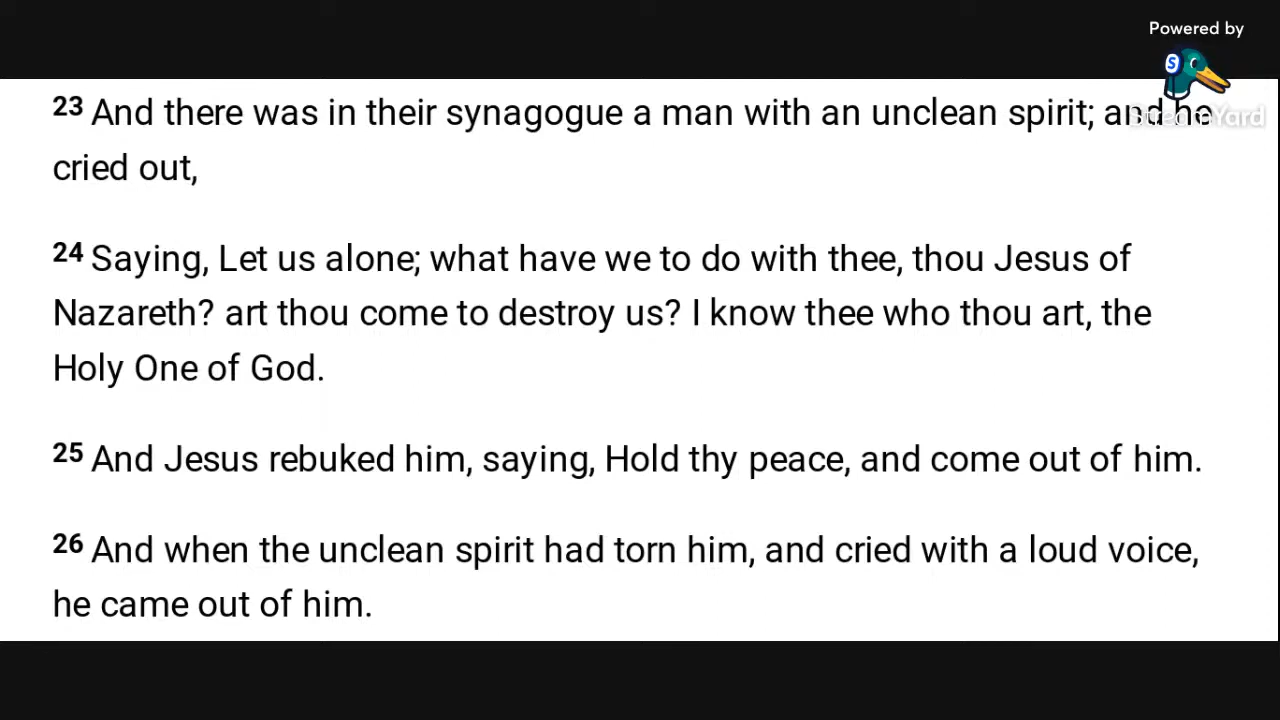 Powered by
23 And there was in their synagogue a man with an unclean spirit; and he
StreamYard
cried out,
24 Saying, Let us alone; what have we to do with thee, thou Jesus of
Nazareth? art thou come to destroy us? I know thee who thou art, the
Holy One of God.
25 And Jesus rebuked him, saying, Hold thy peace, and come out of him.
26 And when the unclean spirit had torn him, and cried with a loud voice,
he came out of him.